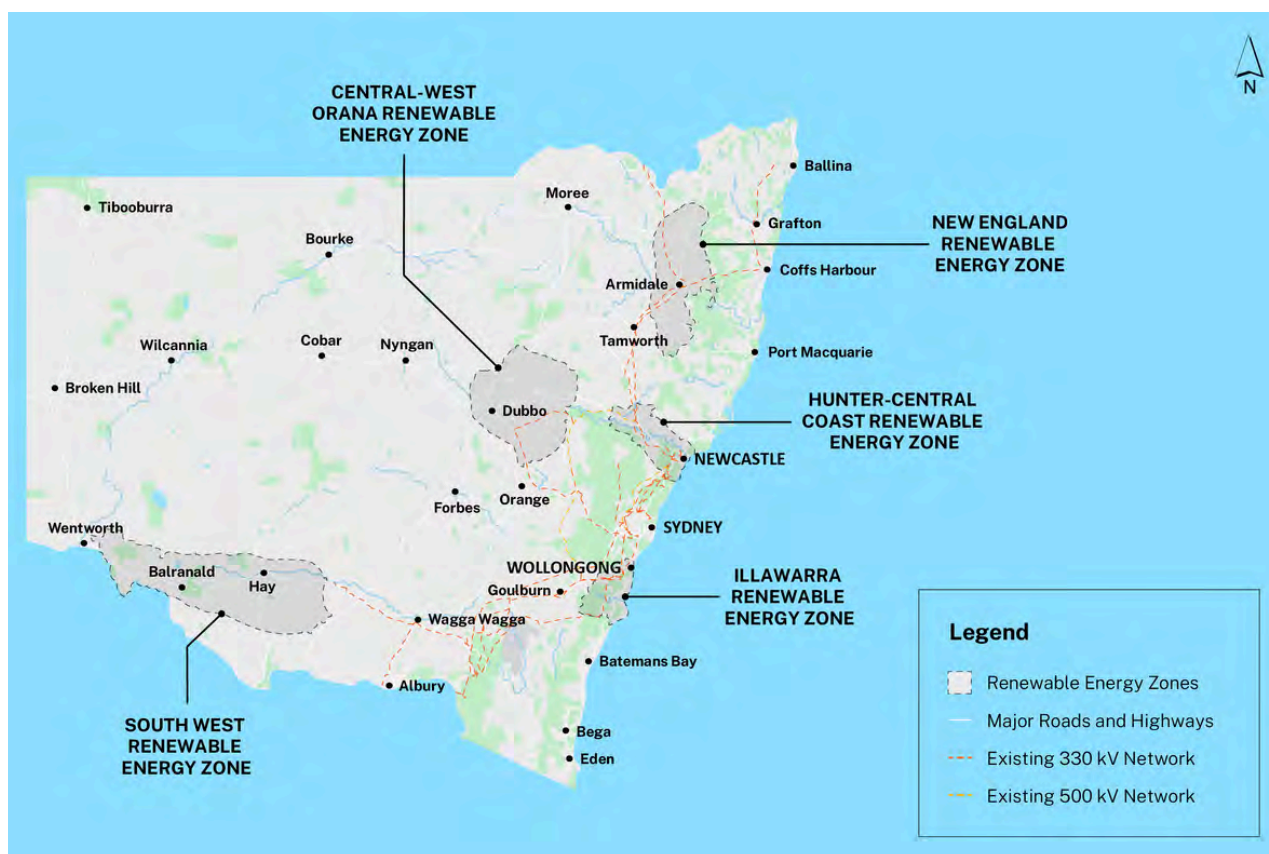 N
CENTRAL-WEST
ORANA RENEWABLE
ENERGY ZONE
Ballina
Moree
Tibooburra
Grafton
NEW ENGLAND
RENEWABLE
ENERGY ZONE
Bourke
Coffs Harbour
Armidale
Tamworth
Cobar
Nyngan
Wilcannia
Port Macquarie
Broken Hill
HUNTER-CENTRAL
COAST RENEWABLE
ENERGY ZONE
Dubbo
NEWCASTLE
Orange
Forbes
Wentworth
SYDNEY
WOLLONGONG
Balranald
Hay
Goulburn
ILLAWARRA
RENEWABLE
ENERGY ZONE
Wagga Wagga
Batemans Bay
Albury
SOUTH WEST
RENEWABLE
ENERGY ZONE
Bega
Eden
Legend
Renewable Energy Zones
Major Roads and Highways
Existing 330 kV Network
Existing 500 kV Network